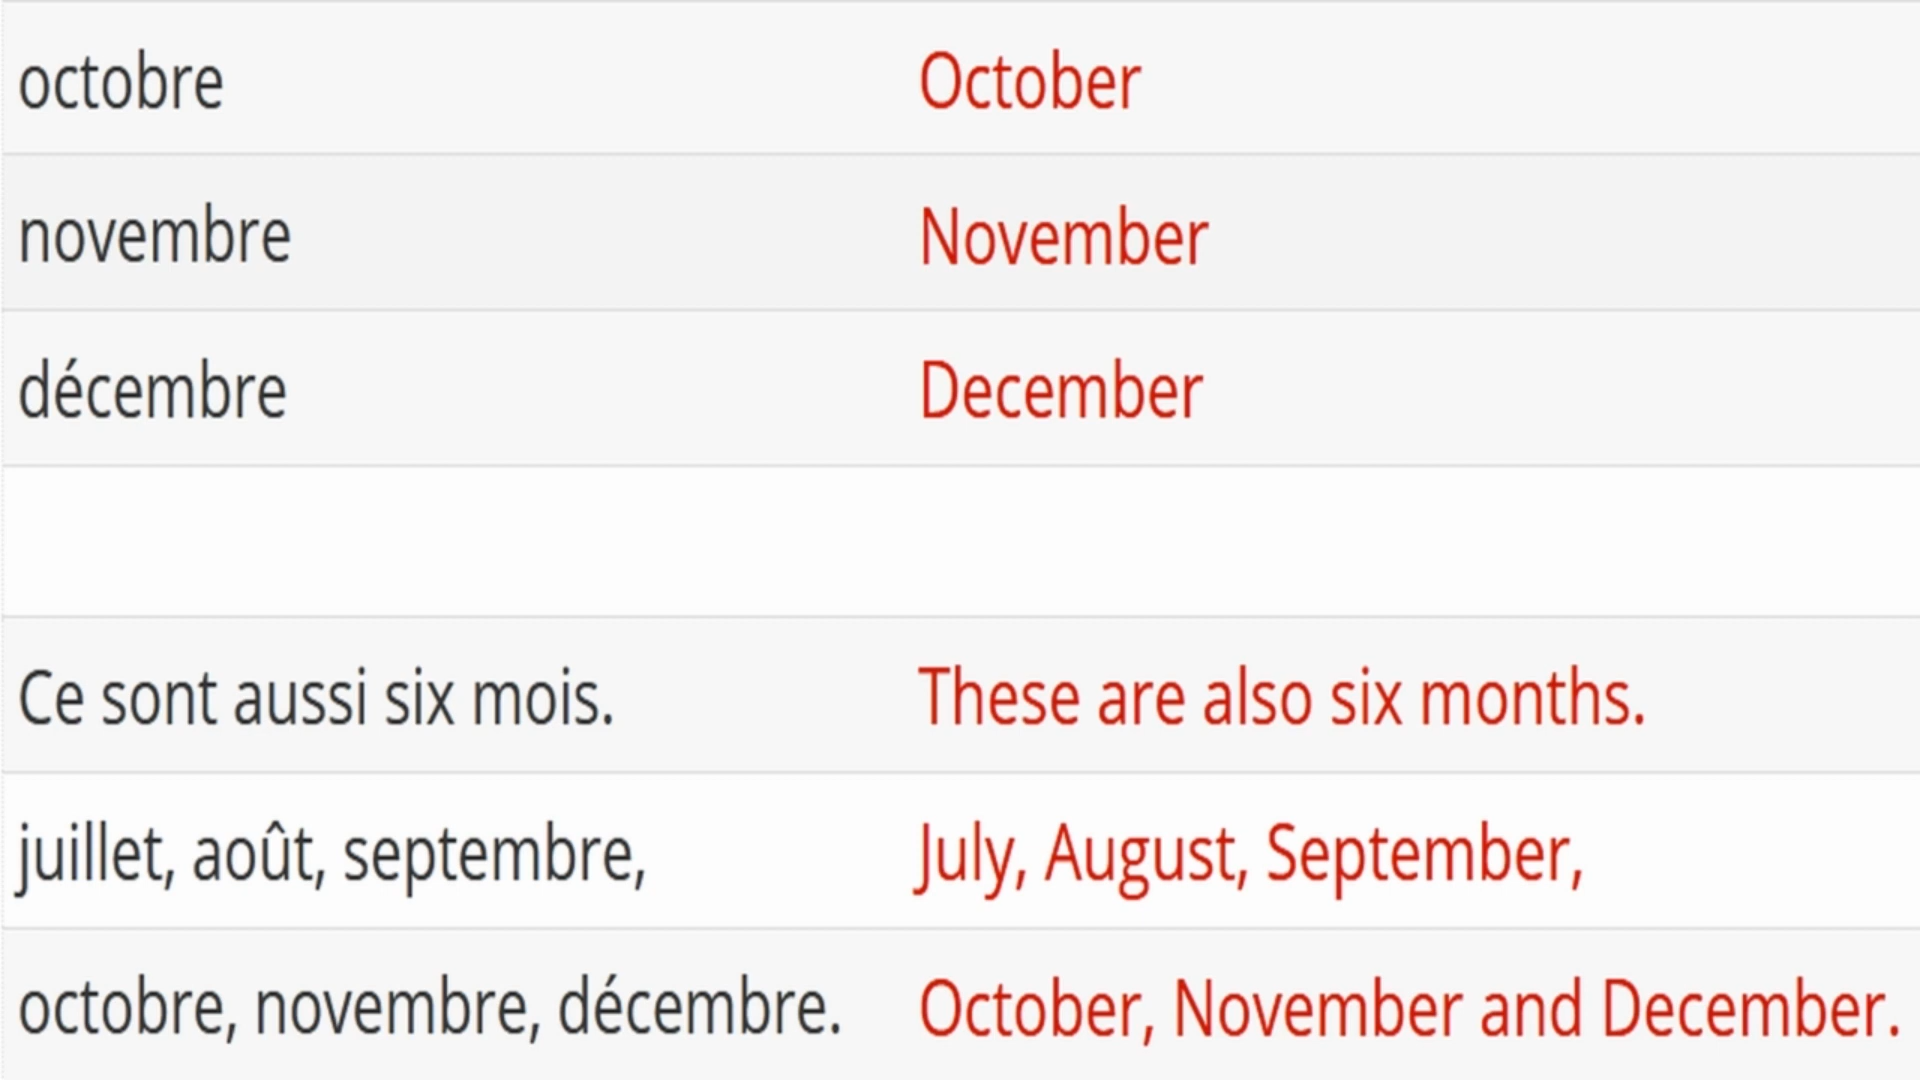 octobre October
novembre November
décembre December
Ce sont aussi six mois. These are also six months.
juillet, août, septembre, July, August, September,
octobre, novembre, décembre. October, November and December.